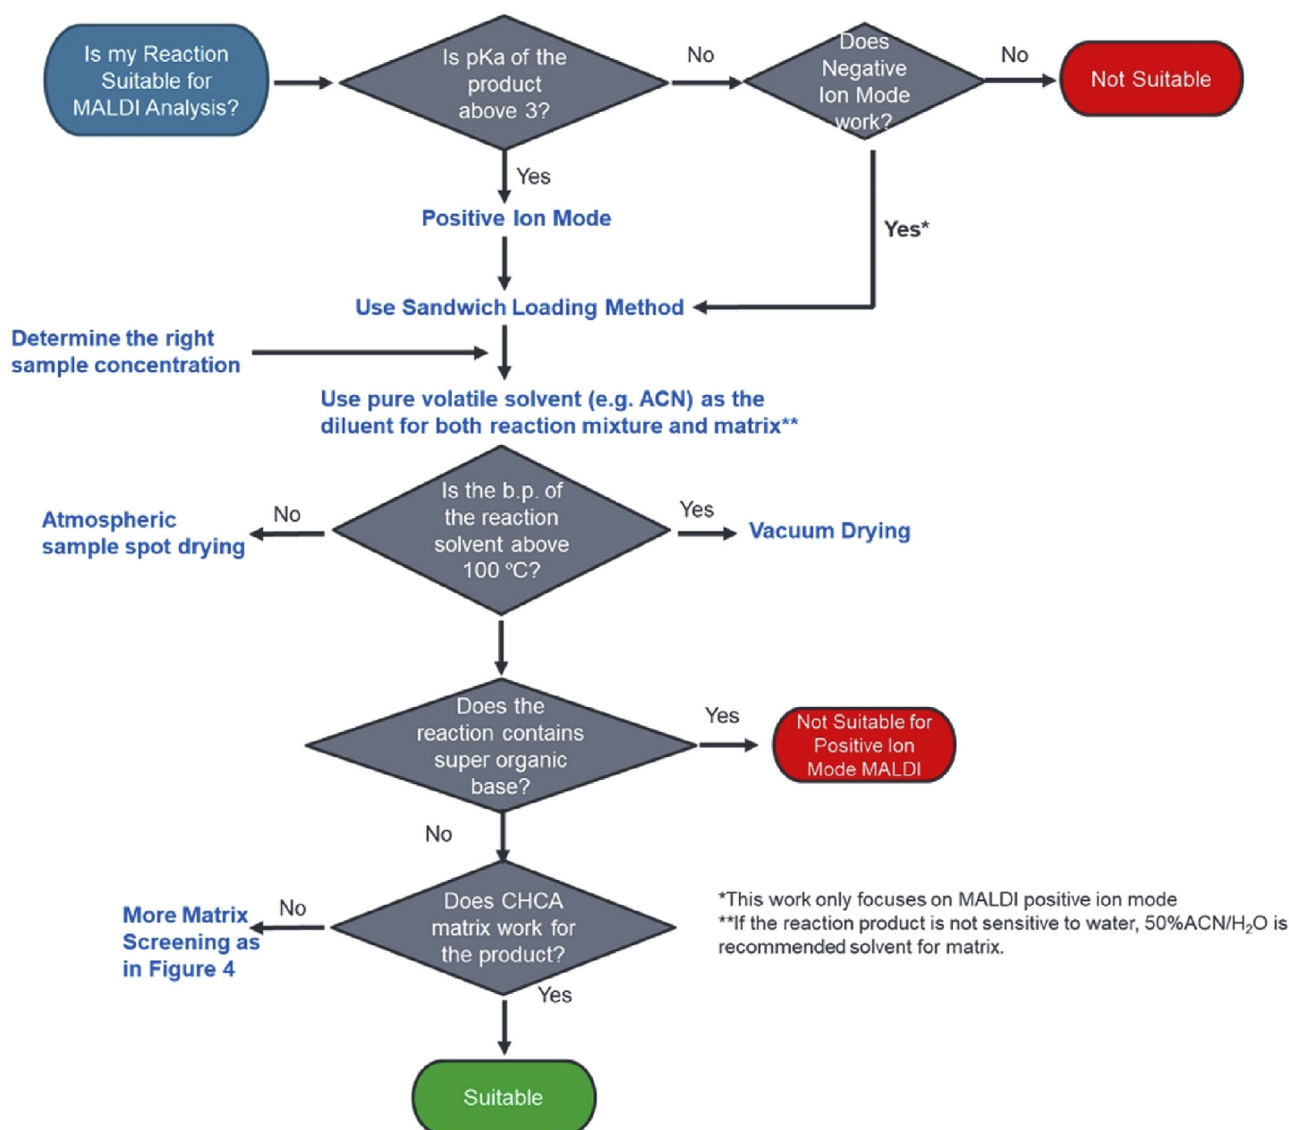 Is my Reaction
Suitable for
MALDI Analysis?
Is pKa of the
product
above 3?
No
Does
Negative
Ion Mode
work?
No
Not Suitable
Yes
Positive Ion Mode
Yes*
Use Sandwich Loading Method
Determine the right
sample concentration
Use pure volatile solvent (e.g. ACN) as the
diluent for both reaction mixture and matrix**
Is the b.p. of
the reaction
solvent above
100 °C?
No
Atmospheric
sample spot drying
Yes
Vacuum Drying
Does the
reaction contains
super organic
base?
Yes
Not Suitable for
Positive Ion
Mode MALDI
No
Does CHCA
matrix work for
the product?
No
More Matrix
Screening as
in Figure 4
*This work only focuses on MALDI positive ion mode
**If the reaction product is not sensitive to water, 50%ACN/H₂O is
recommended solvent for matrix.
Yes
Suitable